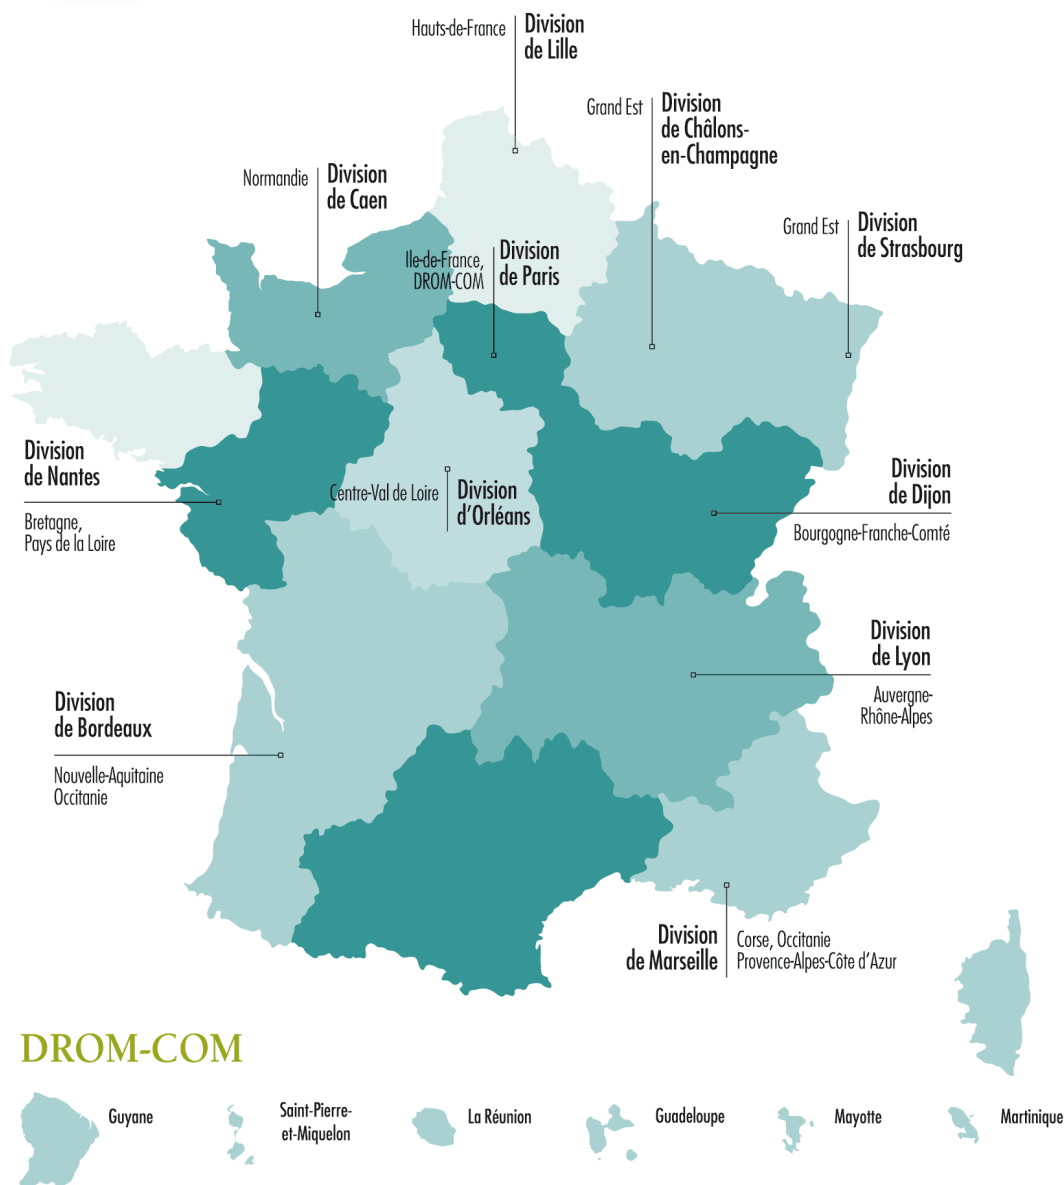 Hauts-de-France
Division
de Lille
Grand Est
Division
de Châlons-
en-Champagne
Normandie
Division
de Caen
Grand Est
Division
de Strasbourg
Ile-de-France,
DROM-COM
Division
de Paris
Division
de Nantes
Bretagne,
Pays de la Loire
Centre-Val de Loire
Division
d'Orléans
Division
de Dijon
Bourgogne-Franche-Comté
Division
de Lyon
Auvergne-
Rhône-Alpes
Division
de Bordeaux
Nouvelle-Aquitaine
Occitanie
Division
de Marseille
Corse, Occitanie
Provence-Alpes-Côte d'Azur
DROM-COM
Guyane
Saint-Pierre-
et-Miquelon
La Réunion
Guadeloupe
Mayotte
Martinique